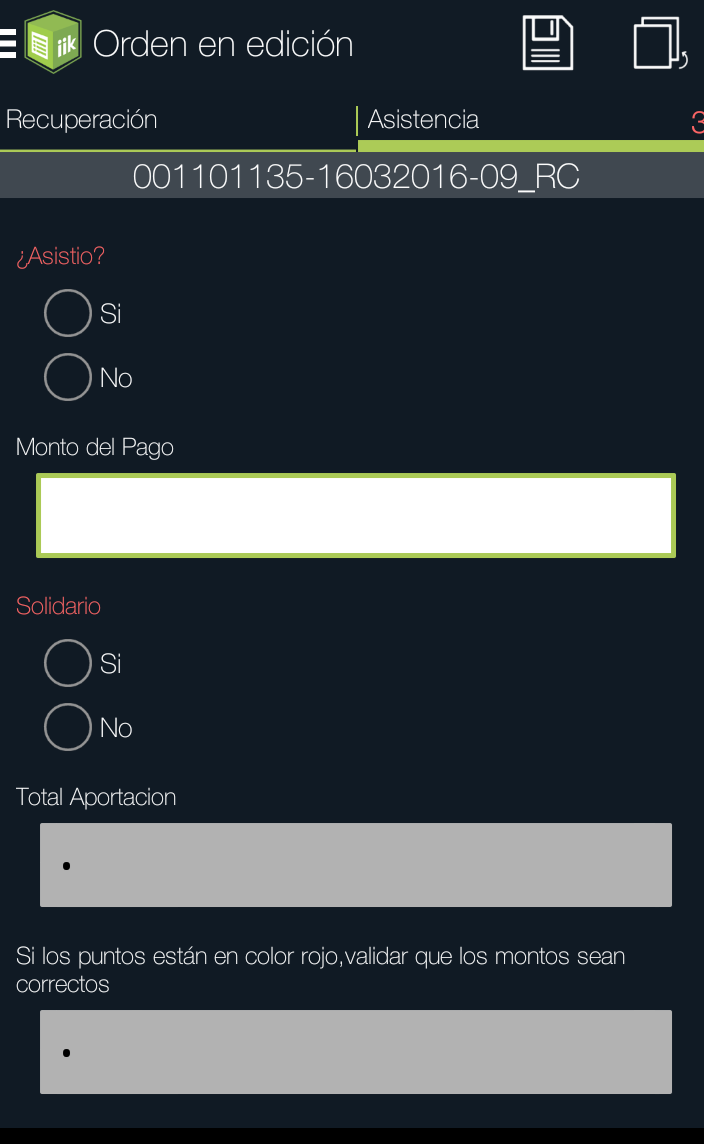 iik Orden en edición
Recuperación Asistencia 3
001101135-16032016-09_RC
¿Asistio?
Si
No
Monto del Pago
Solidario
Si
No
Total Aportacion
•
Si los puntos están en color rojo,validar que los montos sean
correctos
•